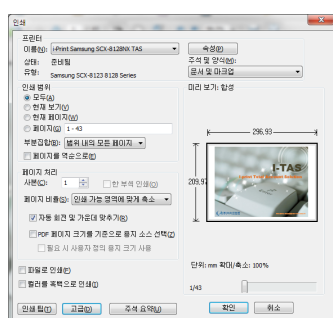 인쇄
프린터
이름(N): i-Print Samsung SCX-8128NX TAS
속성(P)
상태: 준비됨
주석 및 양식(M):
유형: Samsung SCX-8123 8128 Series
문서 및 마크업
인쇄 범위
미리 보기: 합성
모두(A)
현재 보기(V)
현재 페이지(W)
페이지(G) 1 - 43
부분집합(B): 범위 내의 모든 페이지
페이지를 역순으로(E)
296,93
209,97
I-TAS
페이지 처리
사본(C): 1 한 부씩 인쇄(O)
페이지 비율(S): 인쇄 가능 영역에 맞게 축소
자동 회전 및 가운데 맞추기(R)
PDF 페이지 크기를 기준으로 용지 소스 선택(Z)
필요 시 사용자 정의 용지 크기 사용
파일로 인쇄(F)
컬러를 흑백으로 인쇄(I)
단위: mm 확대/축소: 100%
1/43
인쇄 팁(T)
고급(D)
주석 요약(U)
확인
취소